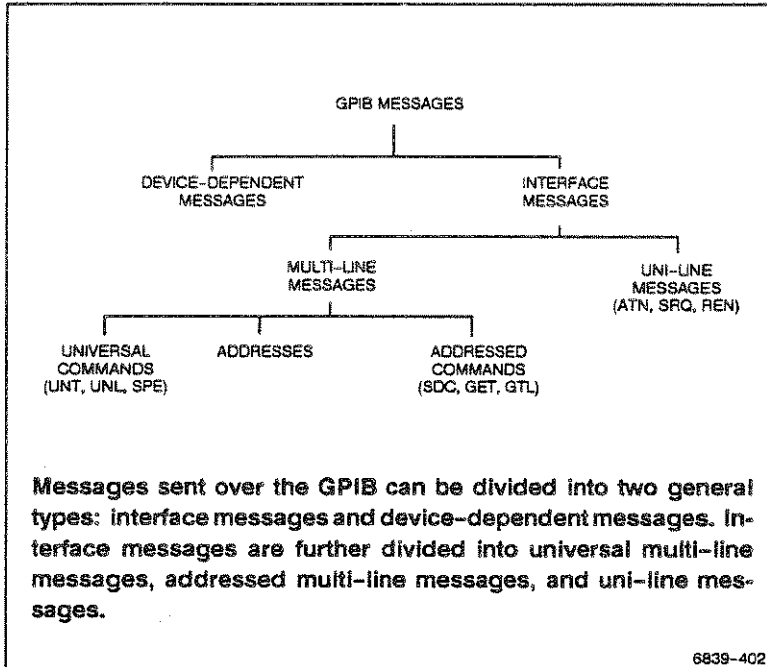 GPIB MESSAGES
DEVICE-DEPENDENT
MESSAGES
INTERFACE
MESSAGES
MULTI-LINE
MESSAGES
UNI-LINE
MESSAGES
(ATN, SRQ, REN)
UNIVERSAL
COMMANDS
(UNT, UNL, SPE)
ADDRESSES
ADDRESSED
COMMANDS
(SDC, GET, GTL)
Messages sent over the GPIB can be divided into two general
types: interface messages and device-dependent messages. In-
terface messages are further divided into universal multi-line
messages, addressed multi-line messages, and uni-line mes-
sages.
6839-402